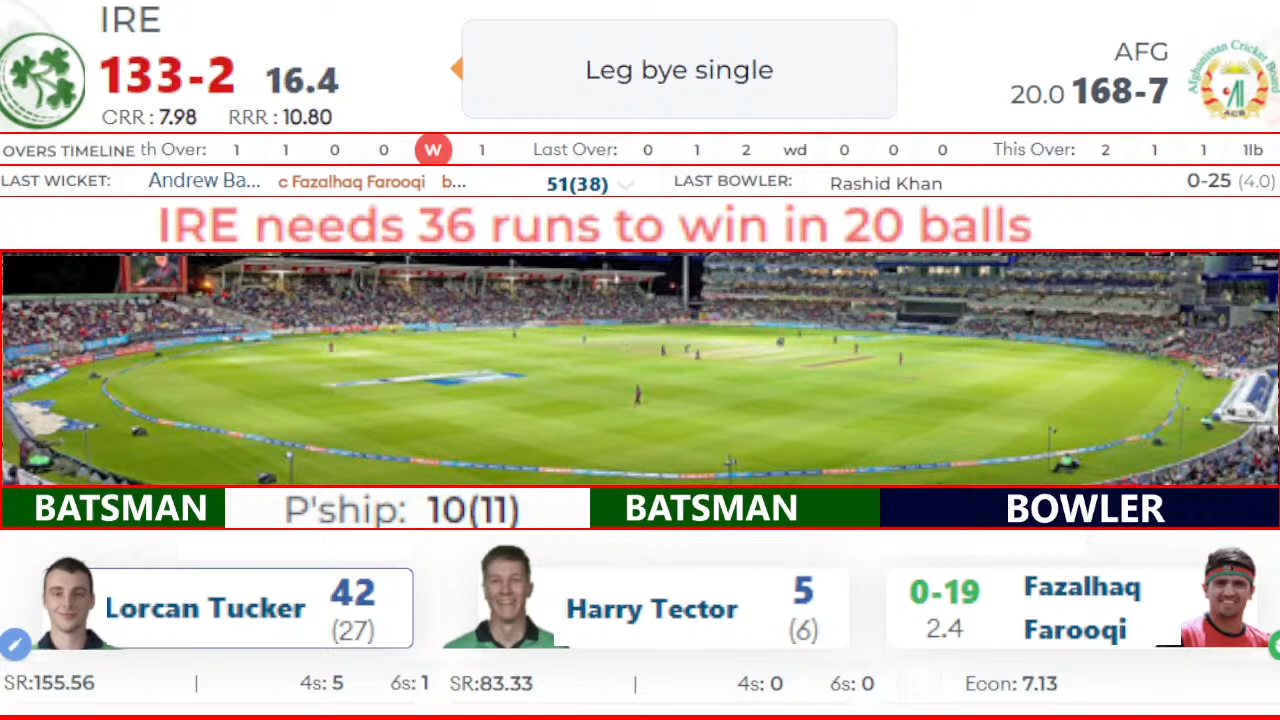 IRE
133-2 16.4
CRR : 7.98 RRR : 10.80
Leg bye single
AFG
20.0 168-7
Afghanistan Cricket Board
ACB
OVERS TIMELINE th Over: 1 1 0 0 W 1 Last Over: 0 1 2 wd 0 0 0 This Over: 2 1 1 1lb
LAST WICKET: Andrew Ba... c Fazalhaq Farooqi b... 51(38) LAST BOWLER: Rashid Khan 0-25 (4.0)
IRE needs 36 runs to win in 20 balls
BATSMAN P'ship: 10(11) BATSMAN BOWLER
Lorcan Tucker 42 (27)
Harry Tector 5 (6)
0-19 2.4 Fazalhaq Farooqi
SR:155.56 | 4s: 5 6s: 1 SR:83.33 | 4s: 0 6s: 0 Econ: 7.13